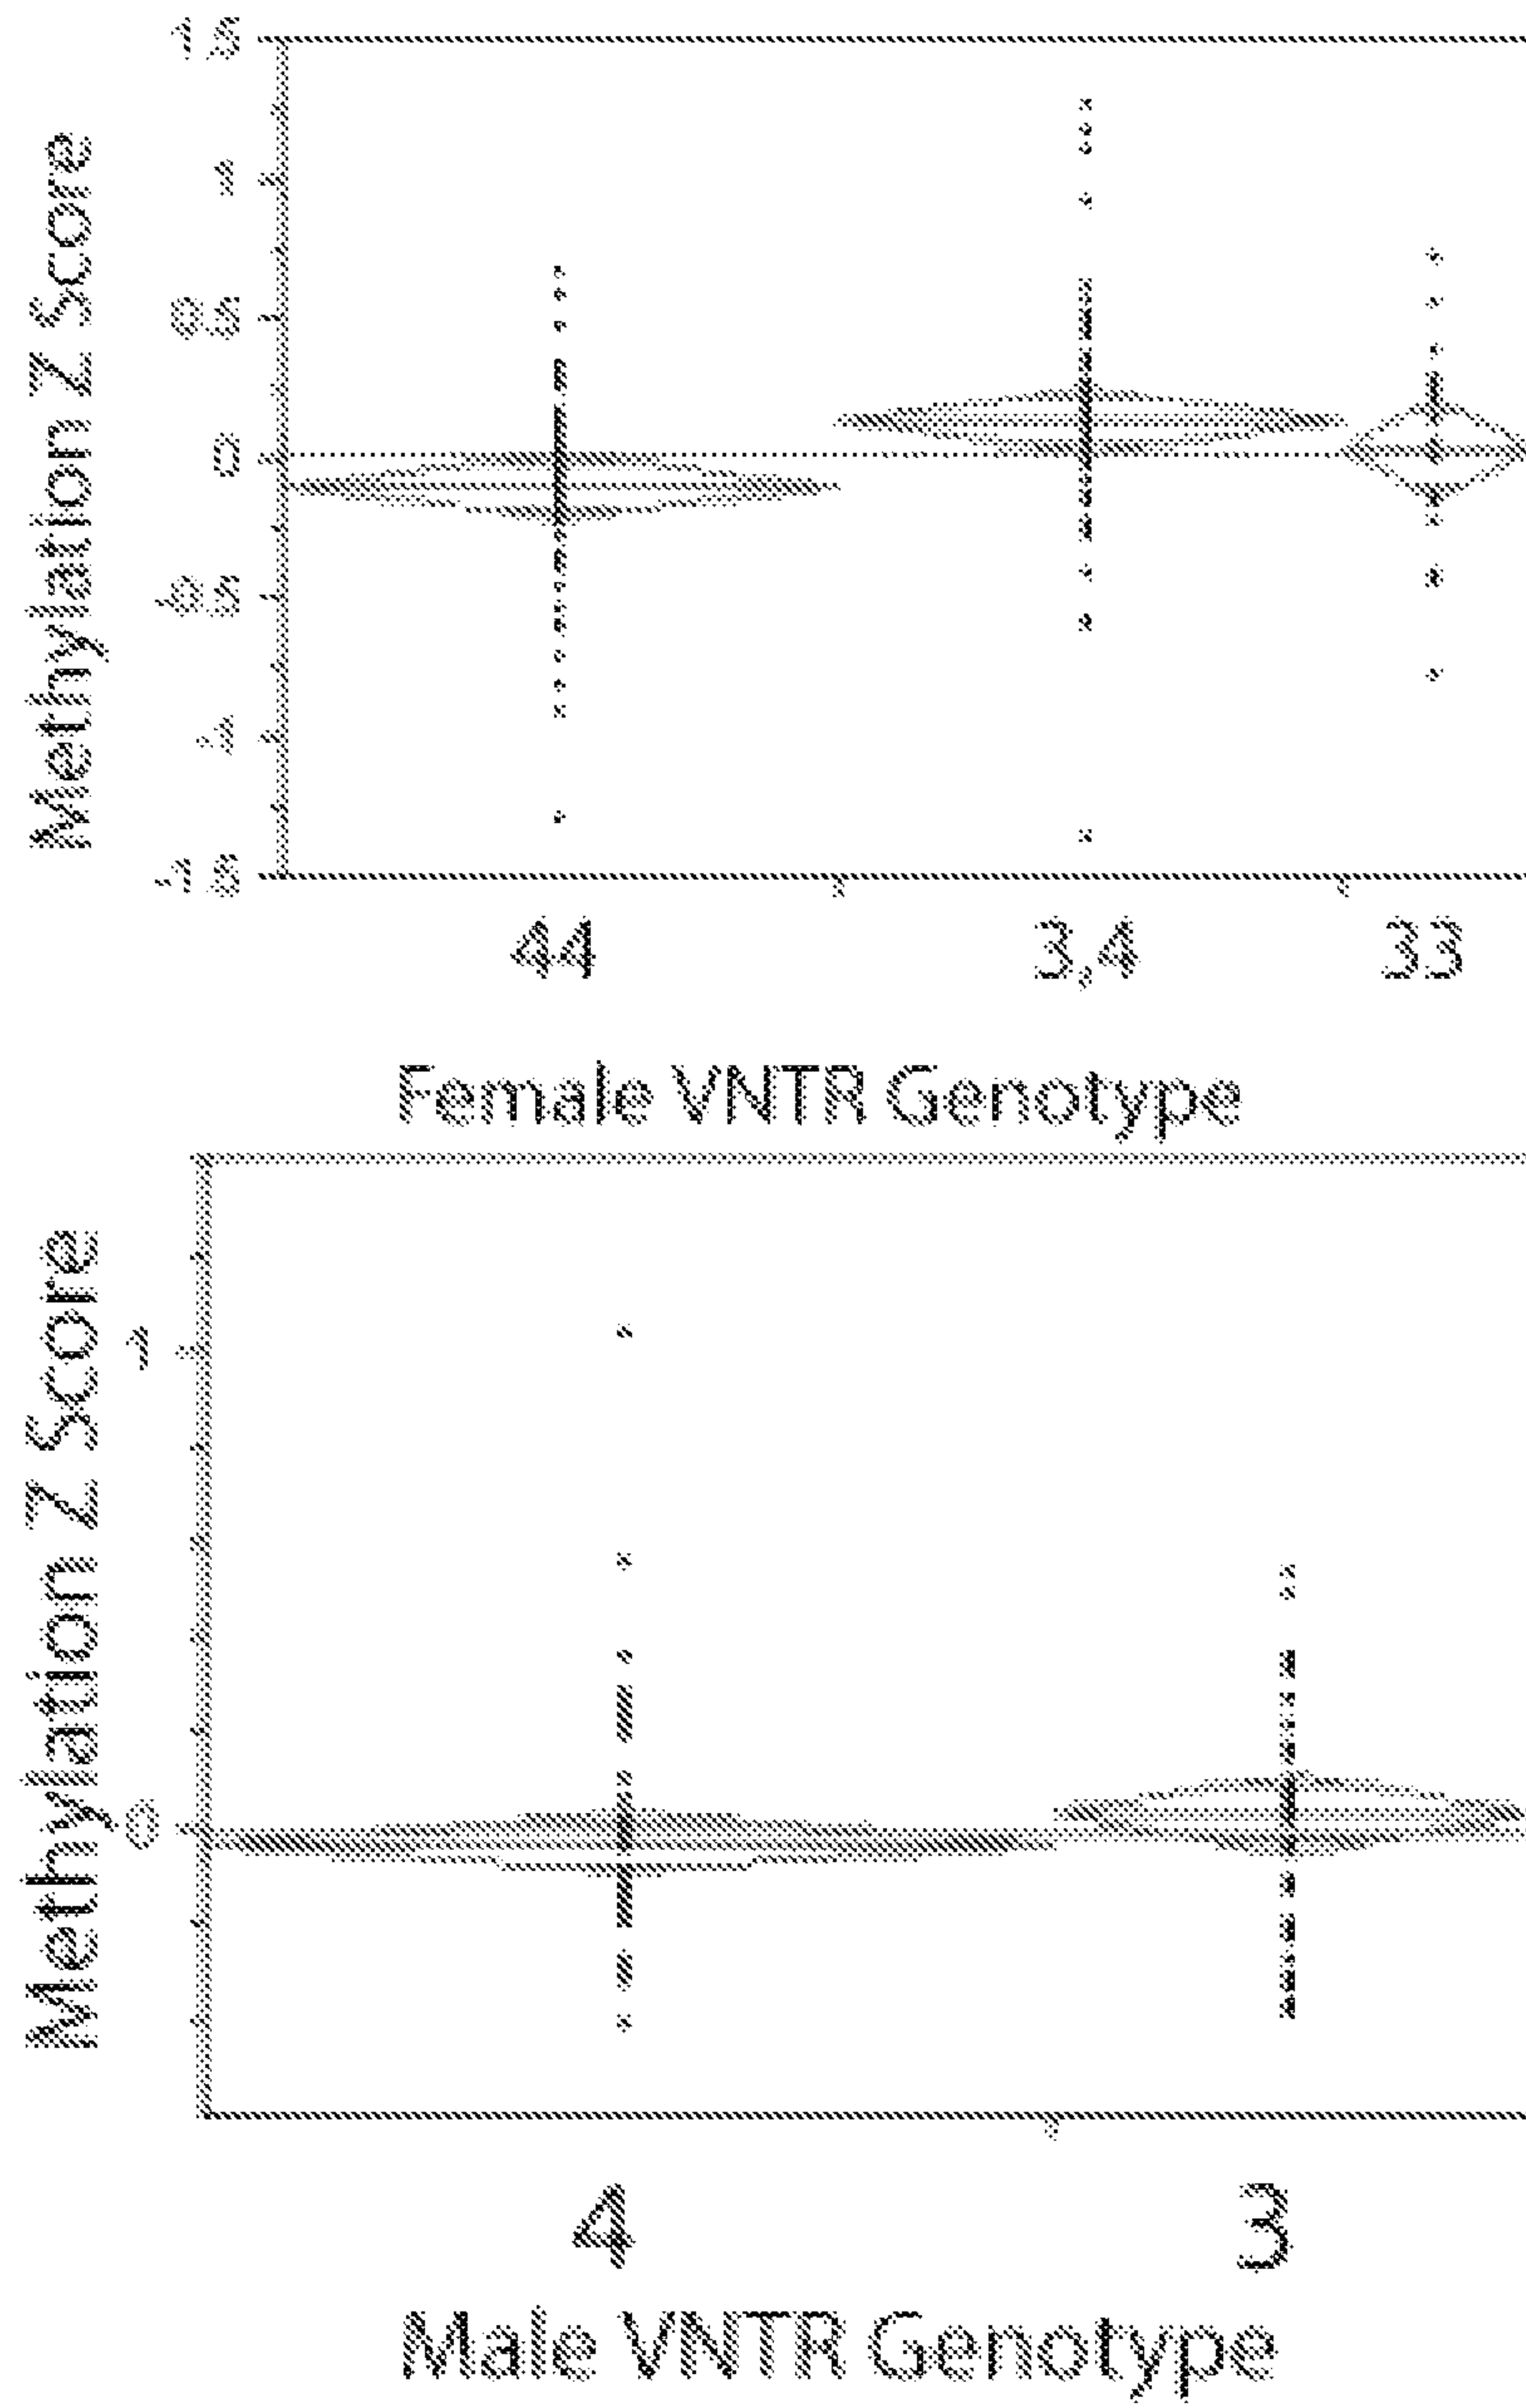 1.5
1
0.5
0
-0.5
-1
-1.5
Methylation Z Score
44 3,4 33
Female VNTR Genotype
1
0
Methylation Z Score
4 3
Male VNTR Genotype